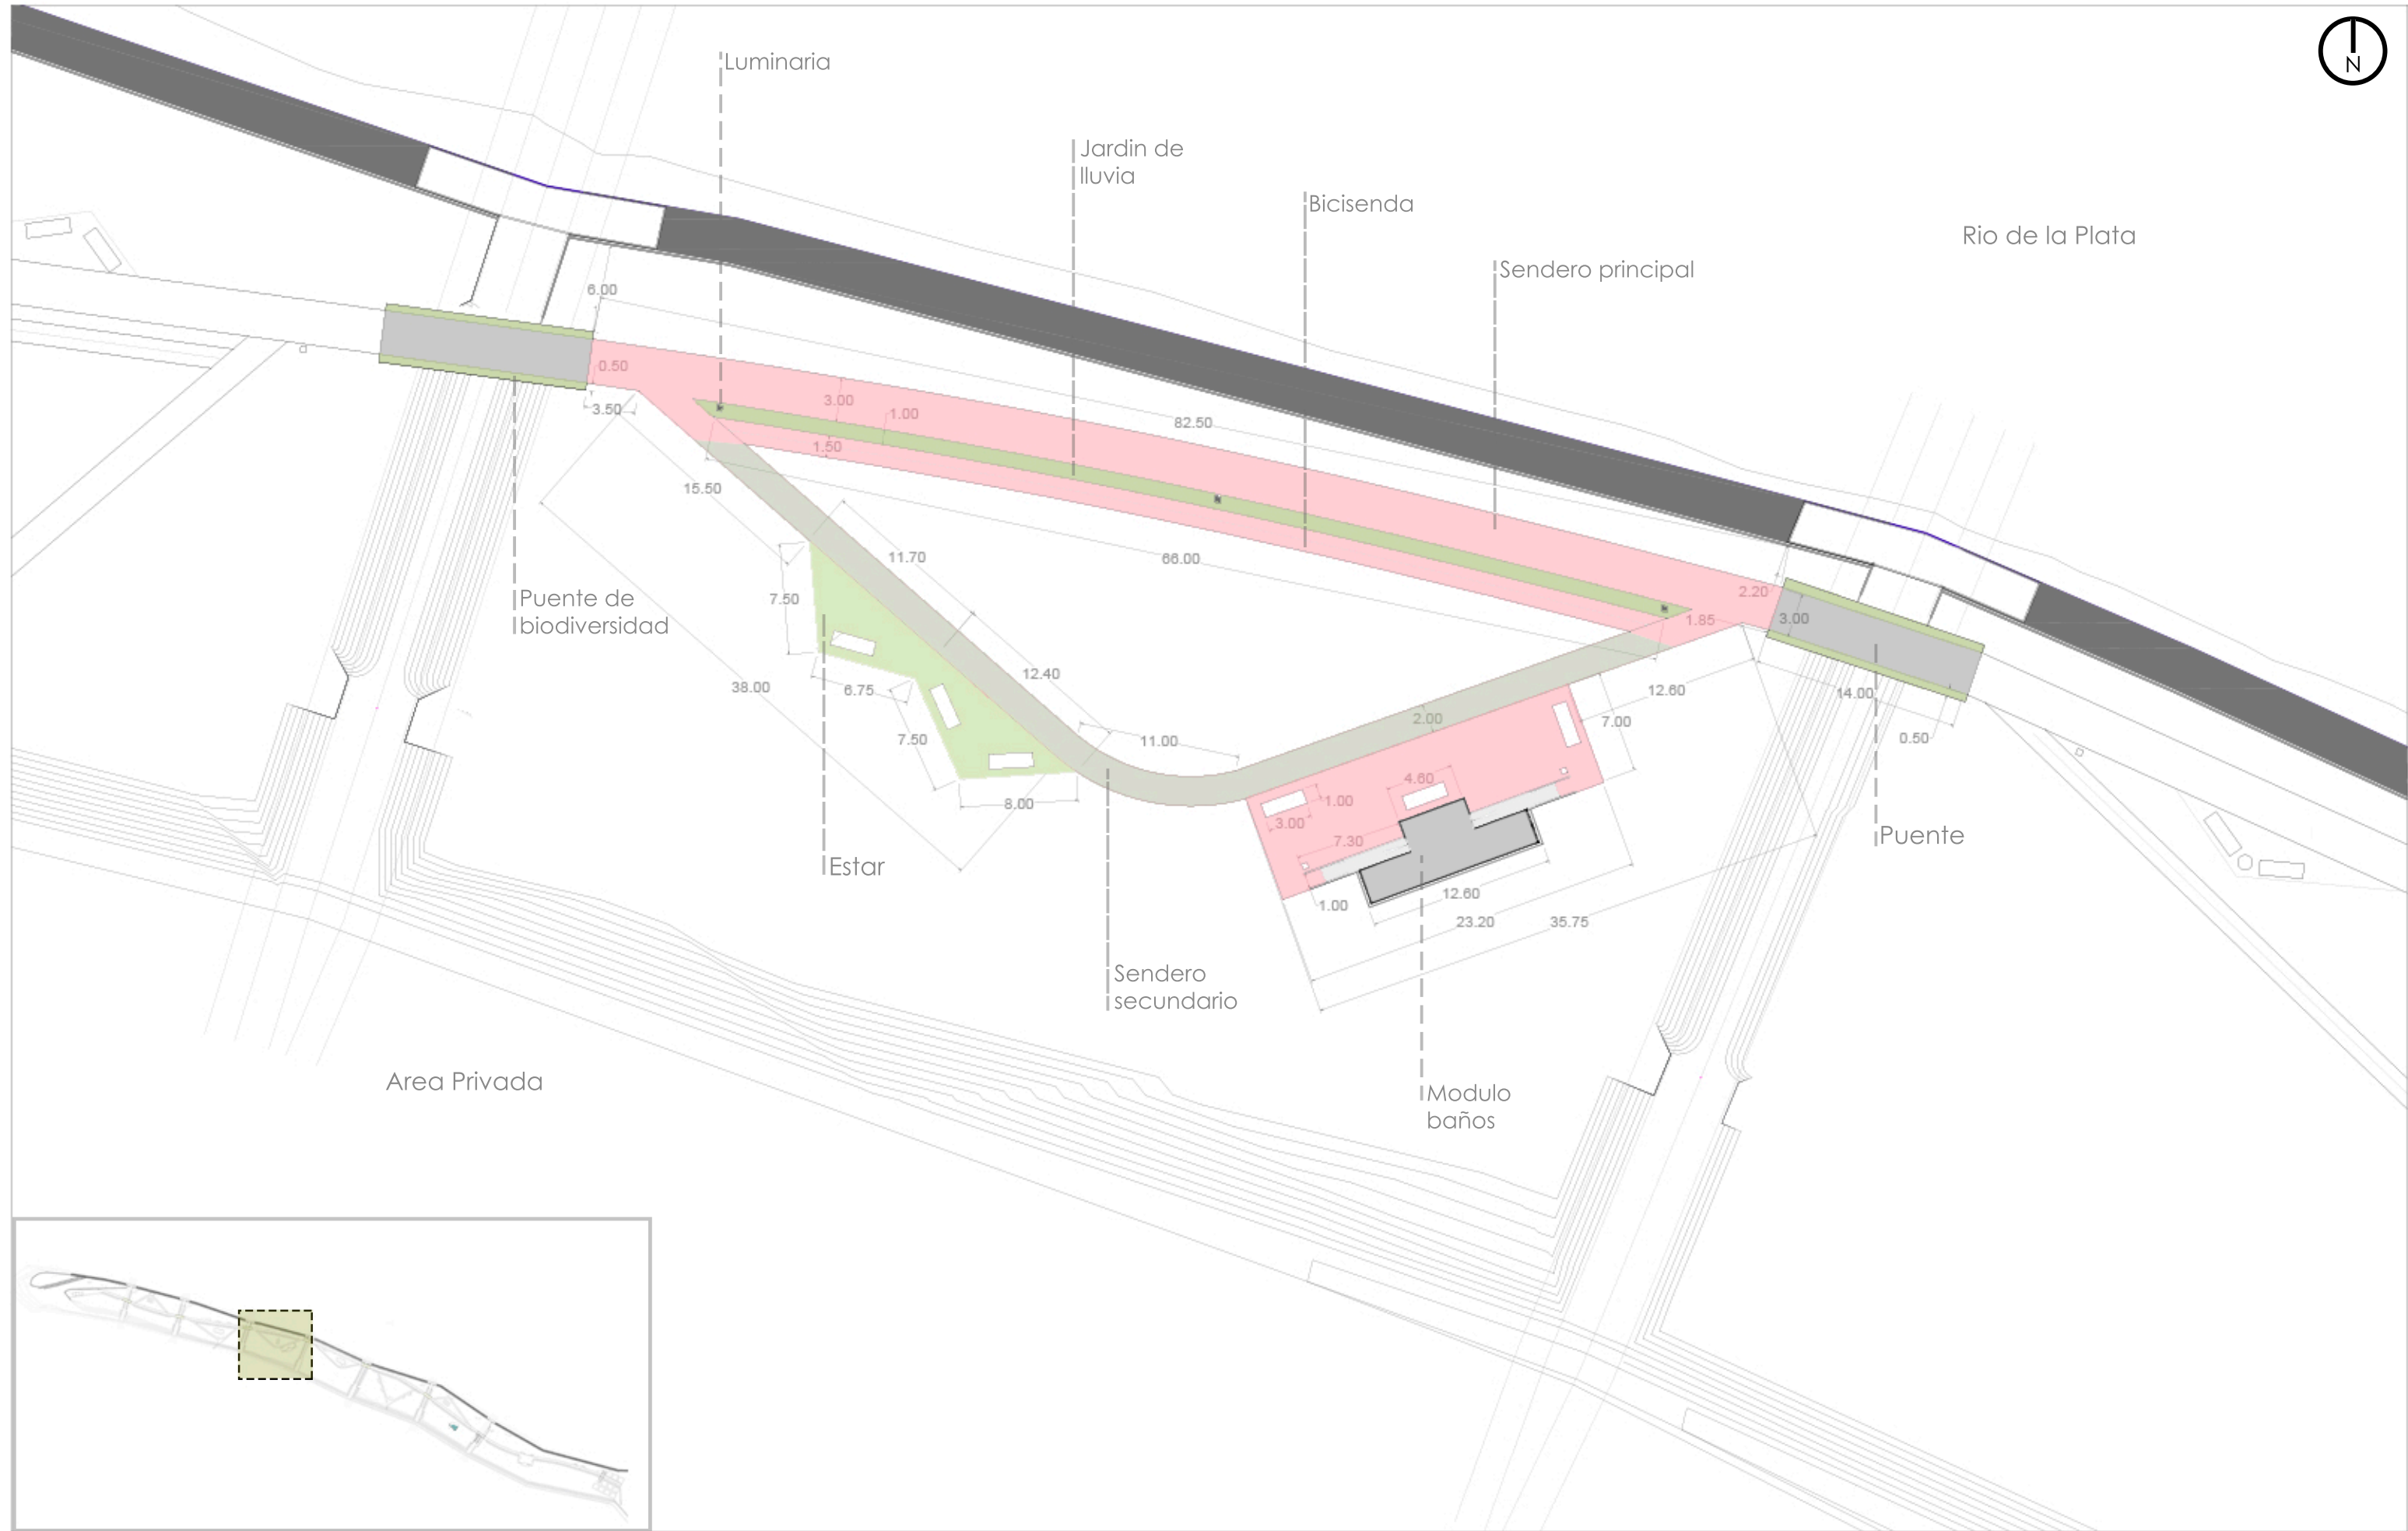 N
Luminaria
Jardin de
lluvia
Bicisenda
Rio de la Plata
Sendero principal
6.00
0.50
3.50
3.00
1.00
82.50
1.50
15.50
11.70
66.00
2.20
1.85
3.00
7.50
Puente de
biodiversidad
12.40
38.00
6.75
12.60
14.00
2.00
7.00
7.50
11.00
0.50
4.60
1.00
8.00
3.00
7.30
Puente
Estar
12.60
1.00
23.20
35.75
Sendero
secundario
Area Privada
Modulo
baños